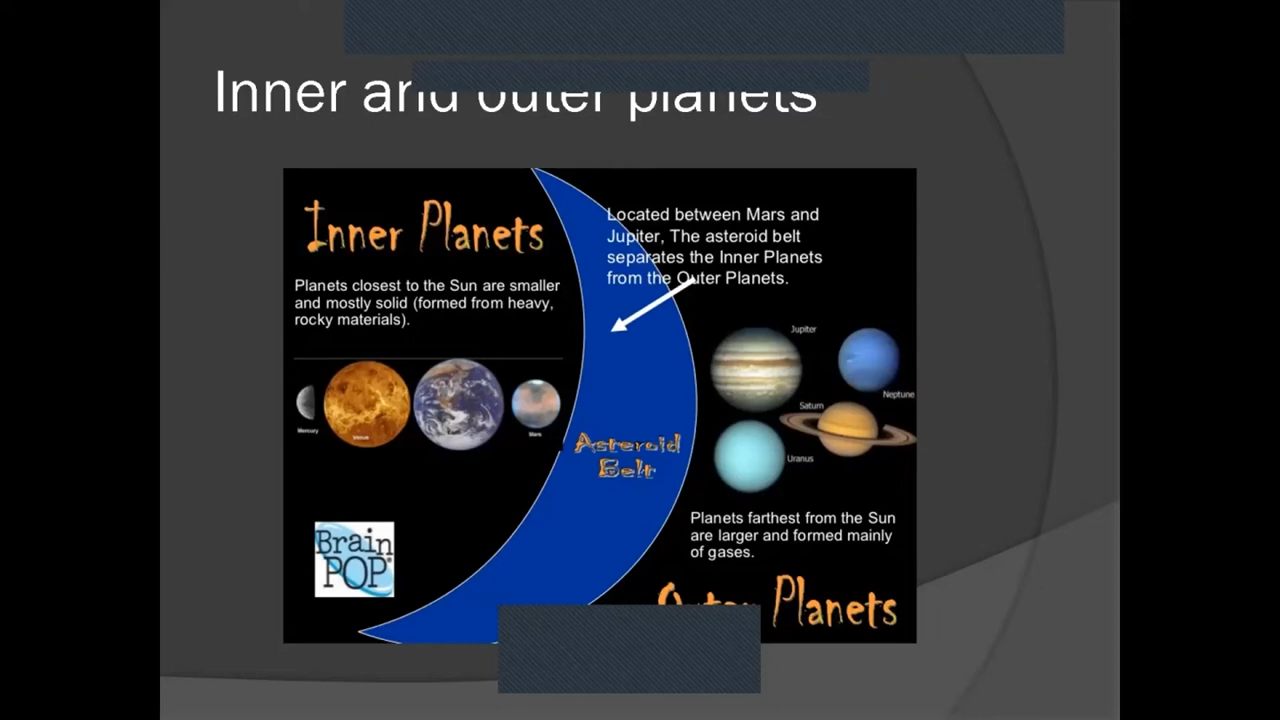 Inner and outer planets
Inner Planets
Planets closest to the Sun are smaller
and mostly solid (formed from heavy,
rocky materials).
Mercury
Venus
Mars
Located between Mars and
Jupiter, The asteroid belt
separates the Inner Planets
from the Outer Planets.
Asteroid
Belt
Jupiter
Neptune
Saturn
Uranus
Planets farthest from the Sun
are larger and formed mainly
of gases.
Outer Planets
Brain
POP®